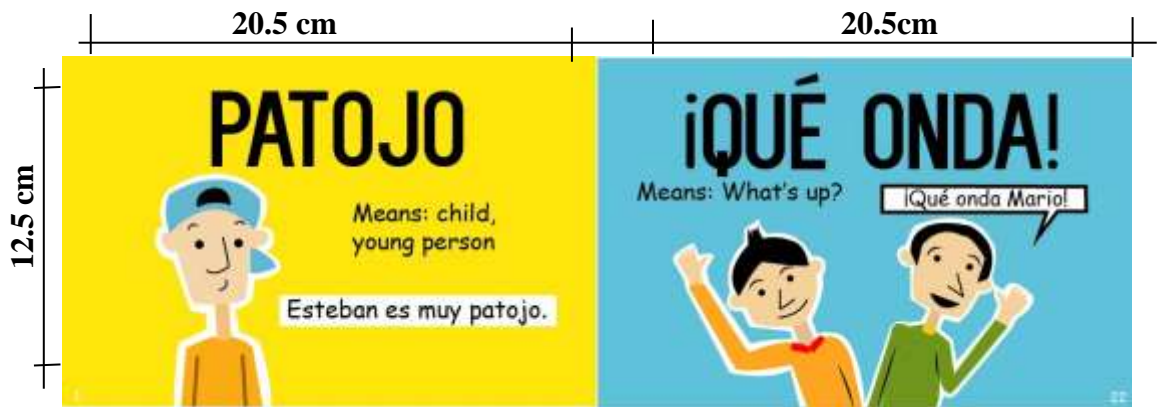 20.5 cm
20.5cm
12.5 cm
PATOJO
Means: child,
young person
Esteban es muy patojo.
¡QUÉ ONDA!
Means: What's up?
¡Qué onda Mario!
22